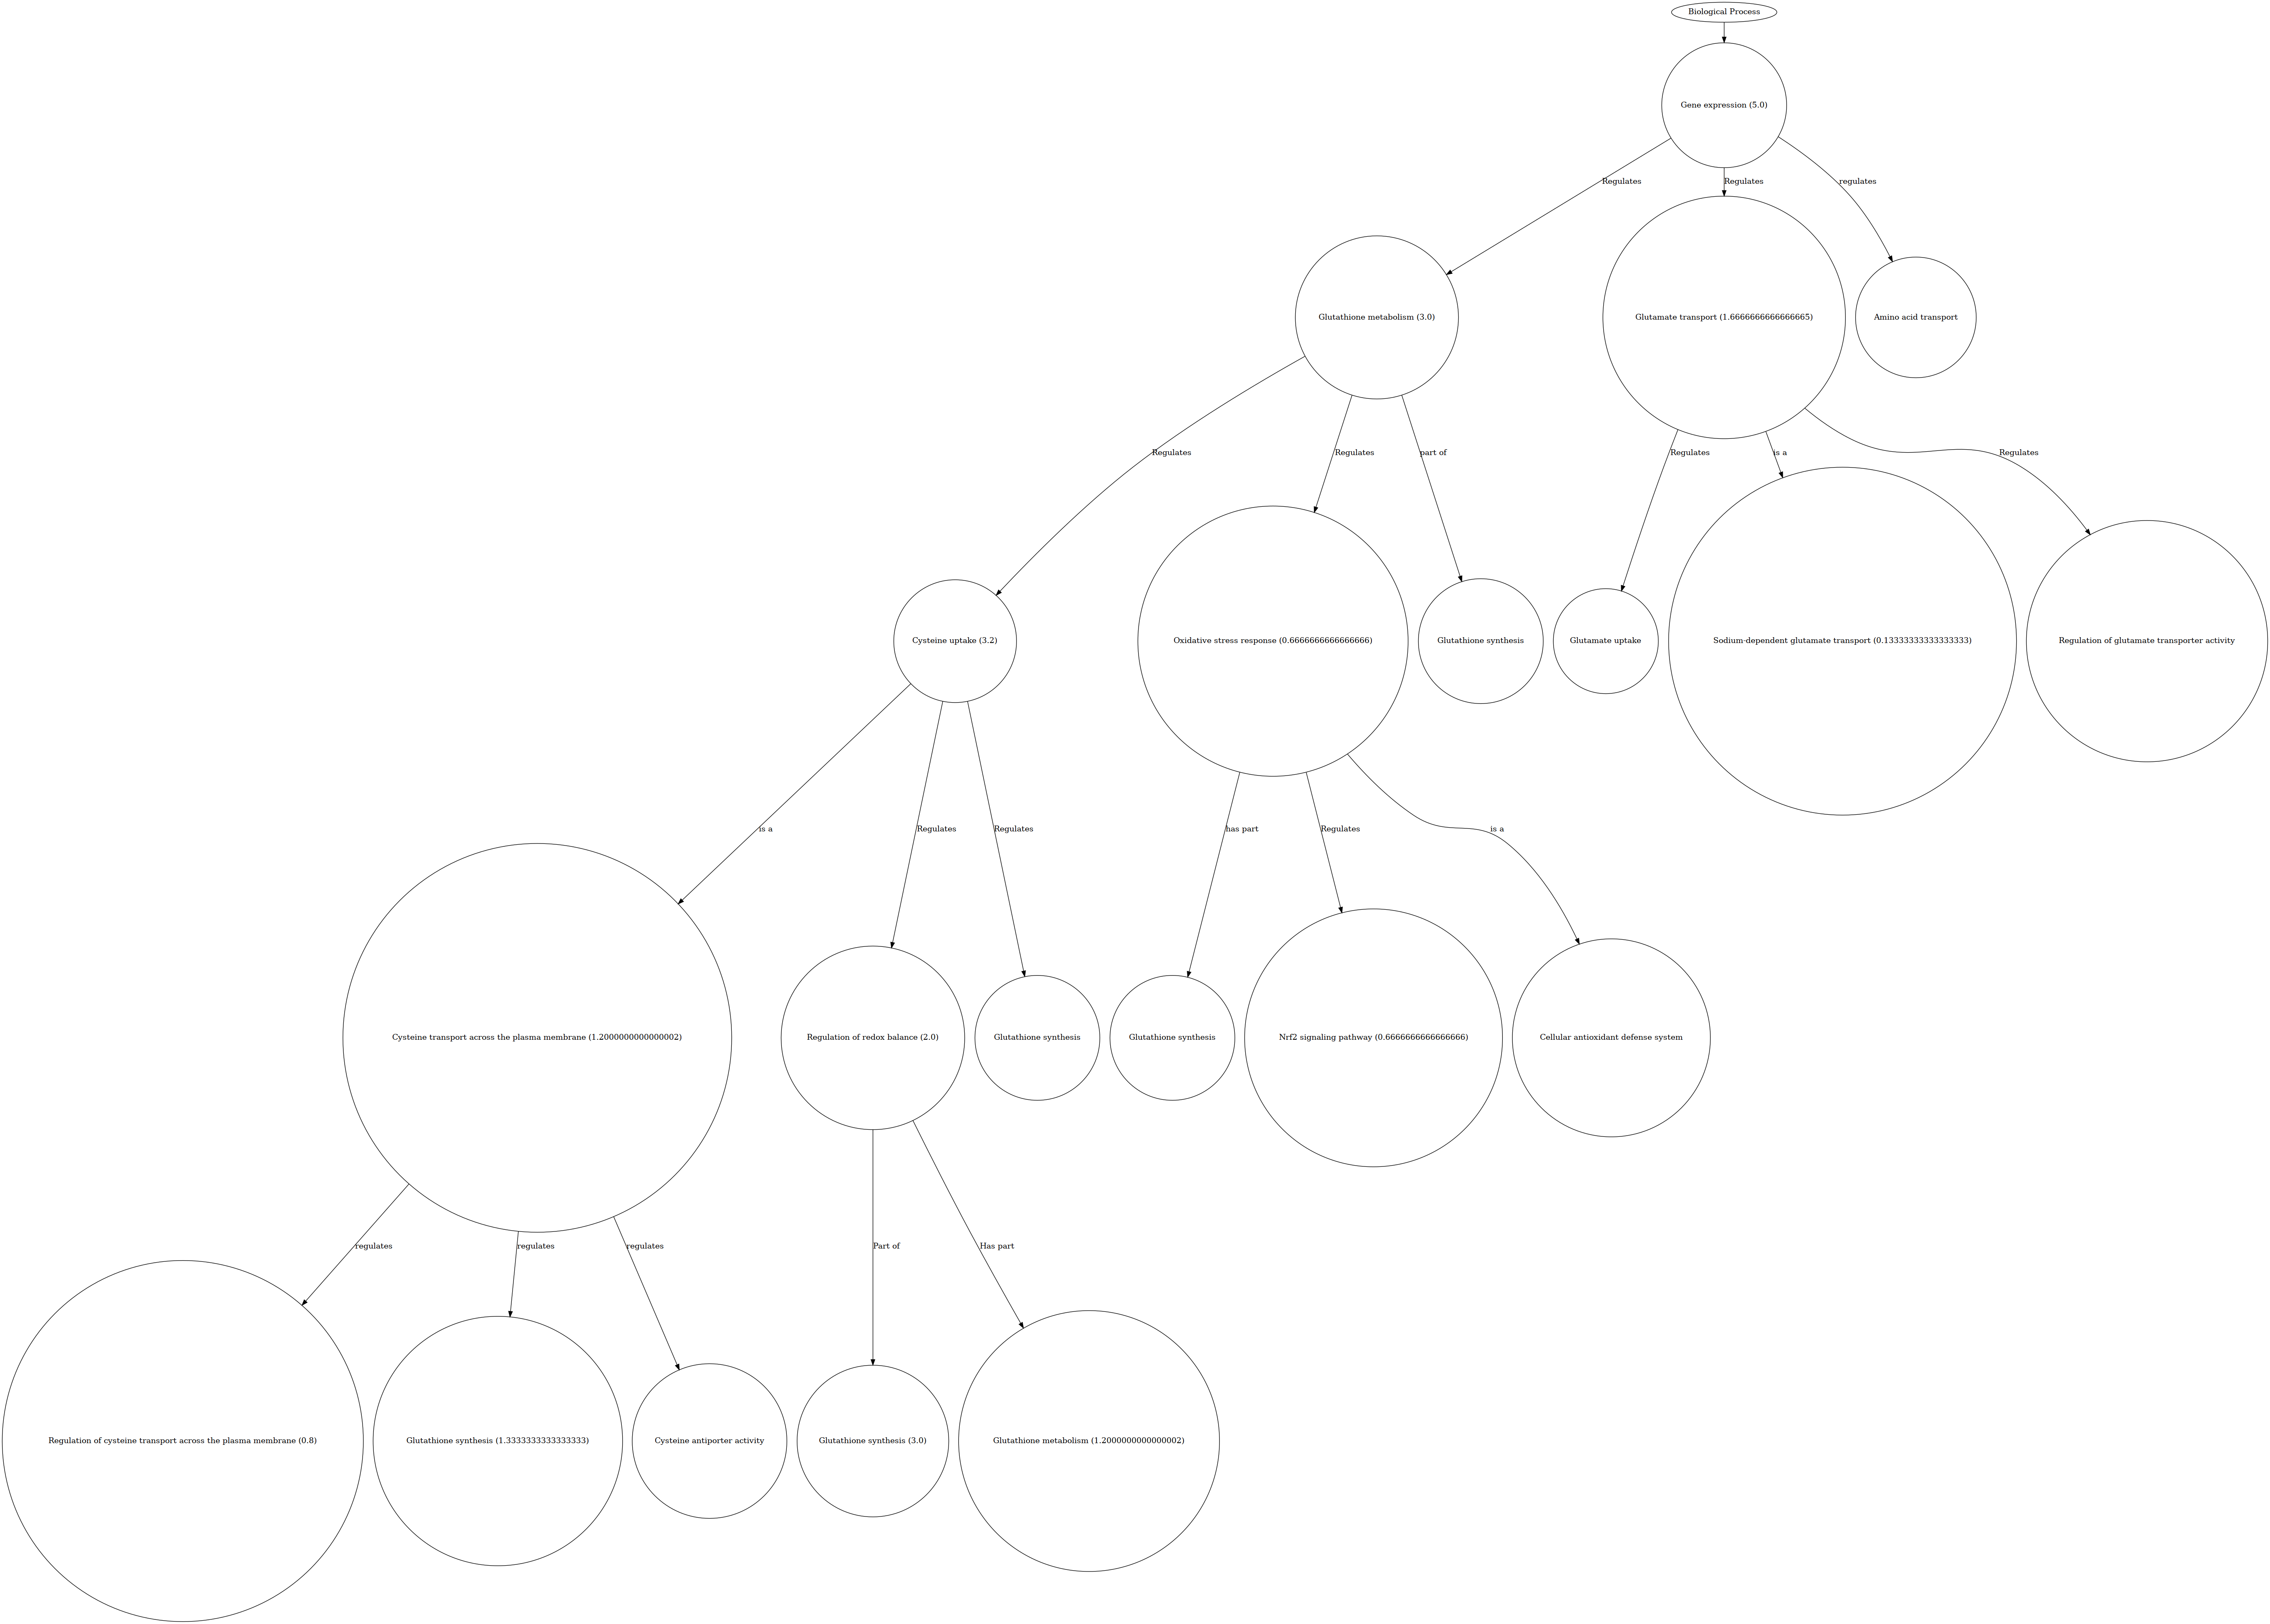 Biological Process
Gene expression (5.0)
Regulates
Regulates
regulates
Glutathione metabolism (3.0)
Glutamate transport (1.6666666666666665)
Amino acid transport
Regulates
Regulates
part of
Regulates
is a
Regulates
Cysteine uptake (3.2)
Oxidative stress response (0.6666666666666666)
Glutathione synthesis
Glutamate uptake
Sodium-dependent glutamate transport (0.13333333333333333)
Regulation of glutamate transporter activity
is a
Regulates
Regulates
has part
Regulates
is a
Cysteine transport across the plasma membrane (1.2000000000000002)
Regulation of redox balance (2.0)
Glutathione synthesis
Glutathione synthesis
Nrf2 signaling pathway (0.6666666666666666)
Cellular antioxidant defense system
regulates
regulates
regulates
Part of
Has part
Regulation of cysteine transport across the plasma membrane (0.8)
Glutathione synthesis (1.3333333333333333)
Cysteine antiporter activity
Glutathione synthesis (3.0)
Glutathione metabolism (1.2000000000000002)